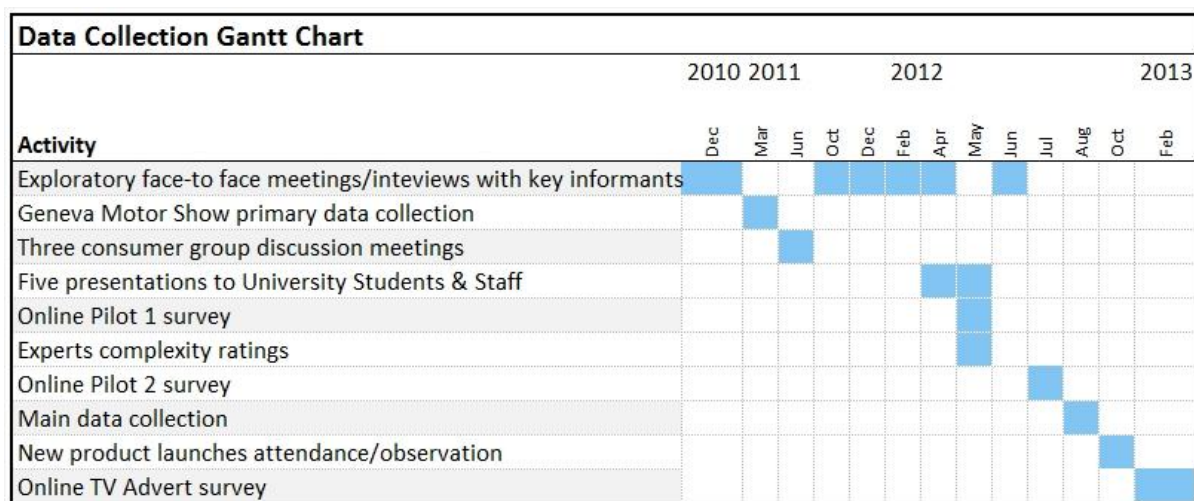 Data Collection Gantt Chart
2010 2011 2012 2013
Activity Dec Mar Jun Oct Dec Feb Apr May Jun Jul Aug Oct Feb
Exploratory face-to face meetings/inteviews with key informants
Geneva Motor Show primary data collection
Three consumer group discussion meetings
Five presentations to University Students & Staff
Online Pilot 1 survey
Experts complexity ratings
Online Pilot 2 survey
Main data collection
New product launches attendance/observation
Online TV Advert survey